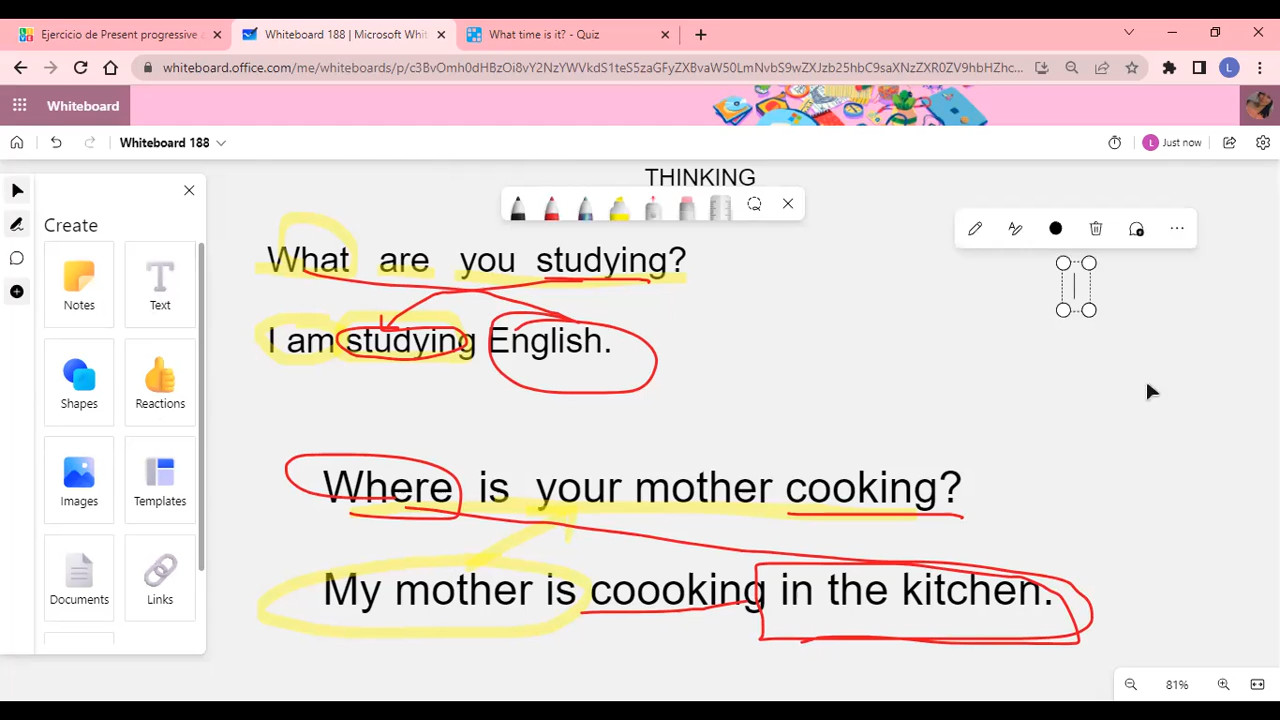 Ejercicio de Present progressive
Whiteboard 188 | Microsoft Whit
What time is it? - Quiz
whiteboard.office.com/me/whiteboards/p/c3BvOmh0dHBzOi8vY2NzYWVkdS1teS5zaGFyZXBvaW50LmNvbS9wZXJzb25hbC9saXNzZXR0ZV9hbHZhc...
L
Whiteboard
Whiteboard 188
L Just now
THINKING
Create
Notes
Text
Shapes
Reactions
Images
Templates
Documents
Links
What are you studying?
I am studying English.
Where is your mother cooking?
My mother is coooking in the kitchen.
81%